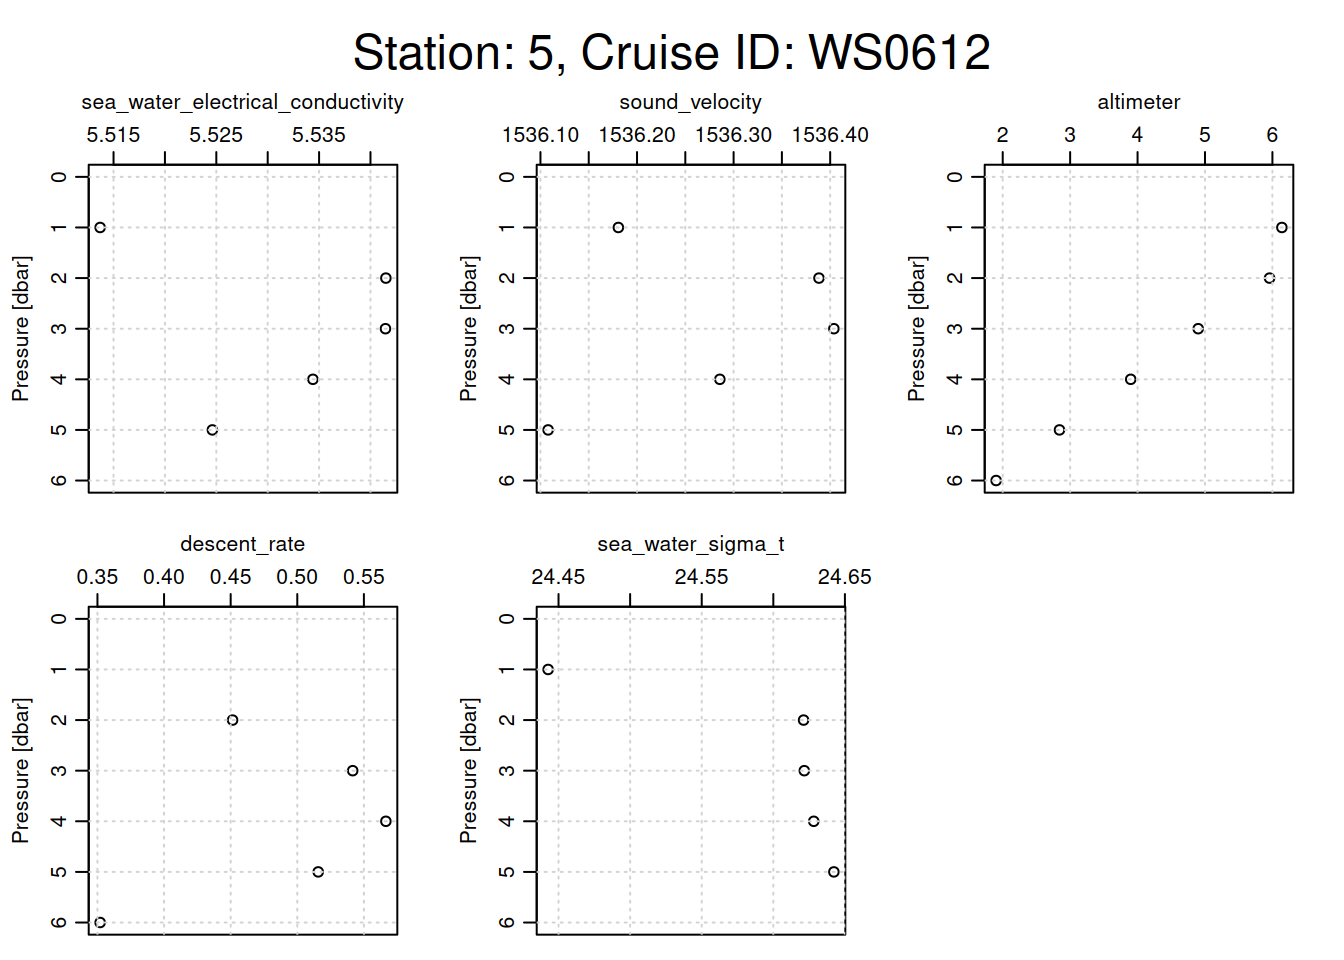 Station: 5, Cruise ID: WS0612
sea_water_electrical_conductivity
5.515 5.525 5.535
Pressure [dbar]
0
1
2
3
4
5
6
sound_velocity
1536.10 1536.20 1536.30 1536.40
Pressure [dbar]
0
1
2
3
4
5
6
altimeter
2 3 4 5 6
Pressure [dbar]
0
1
2
3
4
5
6
descent_rate
0.35 0.40 0.45 0.50 0.55
Pressure [dbar]
0
1
2
3
4
5
6
sea_water_sigma_t
24.45 24.55 24.65
Pressure [dbar]
0
1
2
3
4
5
6